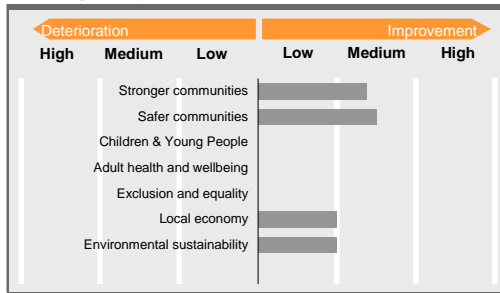 Deterioration Improvement
High Medium Low Low Medium High
Stronger communities
Safer communities
Children & Young People
Adult health and wellbeing
Exclusion and equality
Local economy
Environmental sustainability